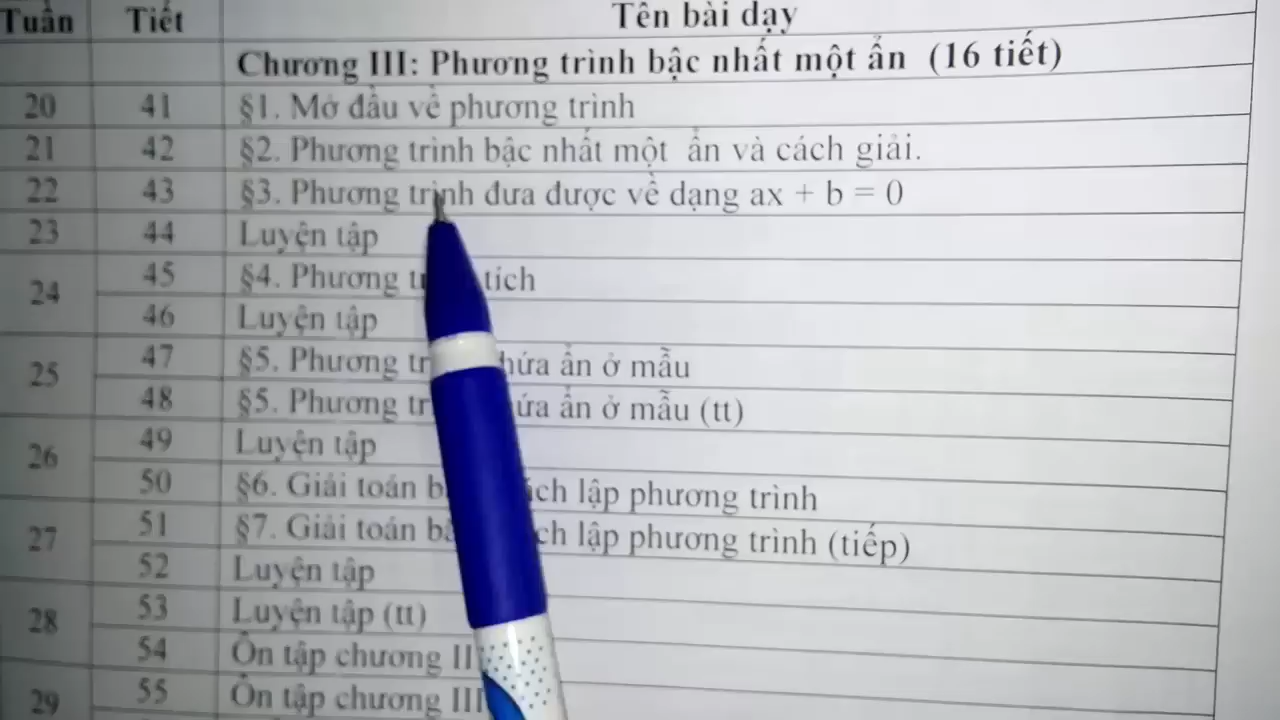 Tuần Tiết Tên bài dạy
Chương III: Phương trình bậc nhất một ẩn (16 tiết)
20 41 §1. Mở đầu về phương trình
21 42 §2. Phương trình bậc nhất một ẩn và cách giải.
22 43 §3. Phương trình đưa được về dạng ax + b = 0
23 44 Luyện tập
24 45 §4. Phương tích
46 Luyện tập
25 47 §5. Phương ẩn ở mẫu
48 §5. Phương ẩn ở mẫu (tt)
26 49 Luyện tập
50 §6. Giải toán lập phương trình
27 51 §7. Giải toán lập phương trình (tiếp)
52 Luyện tập
28 53 Luyện tập (tt)
54 Ôn tập chương
29 55 Ôn tập chương III